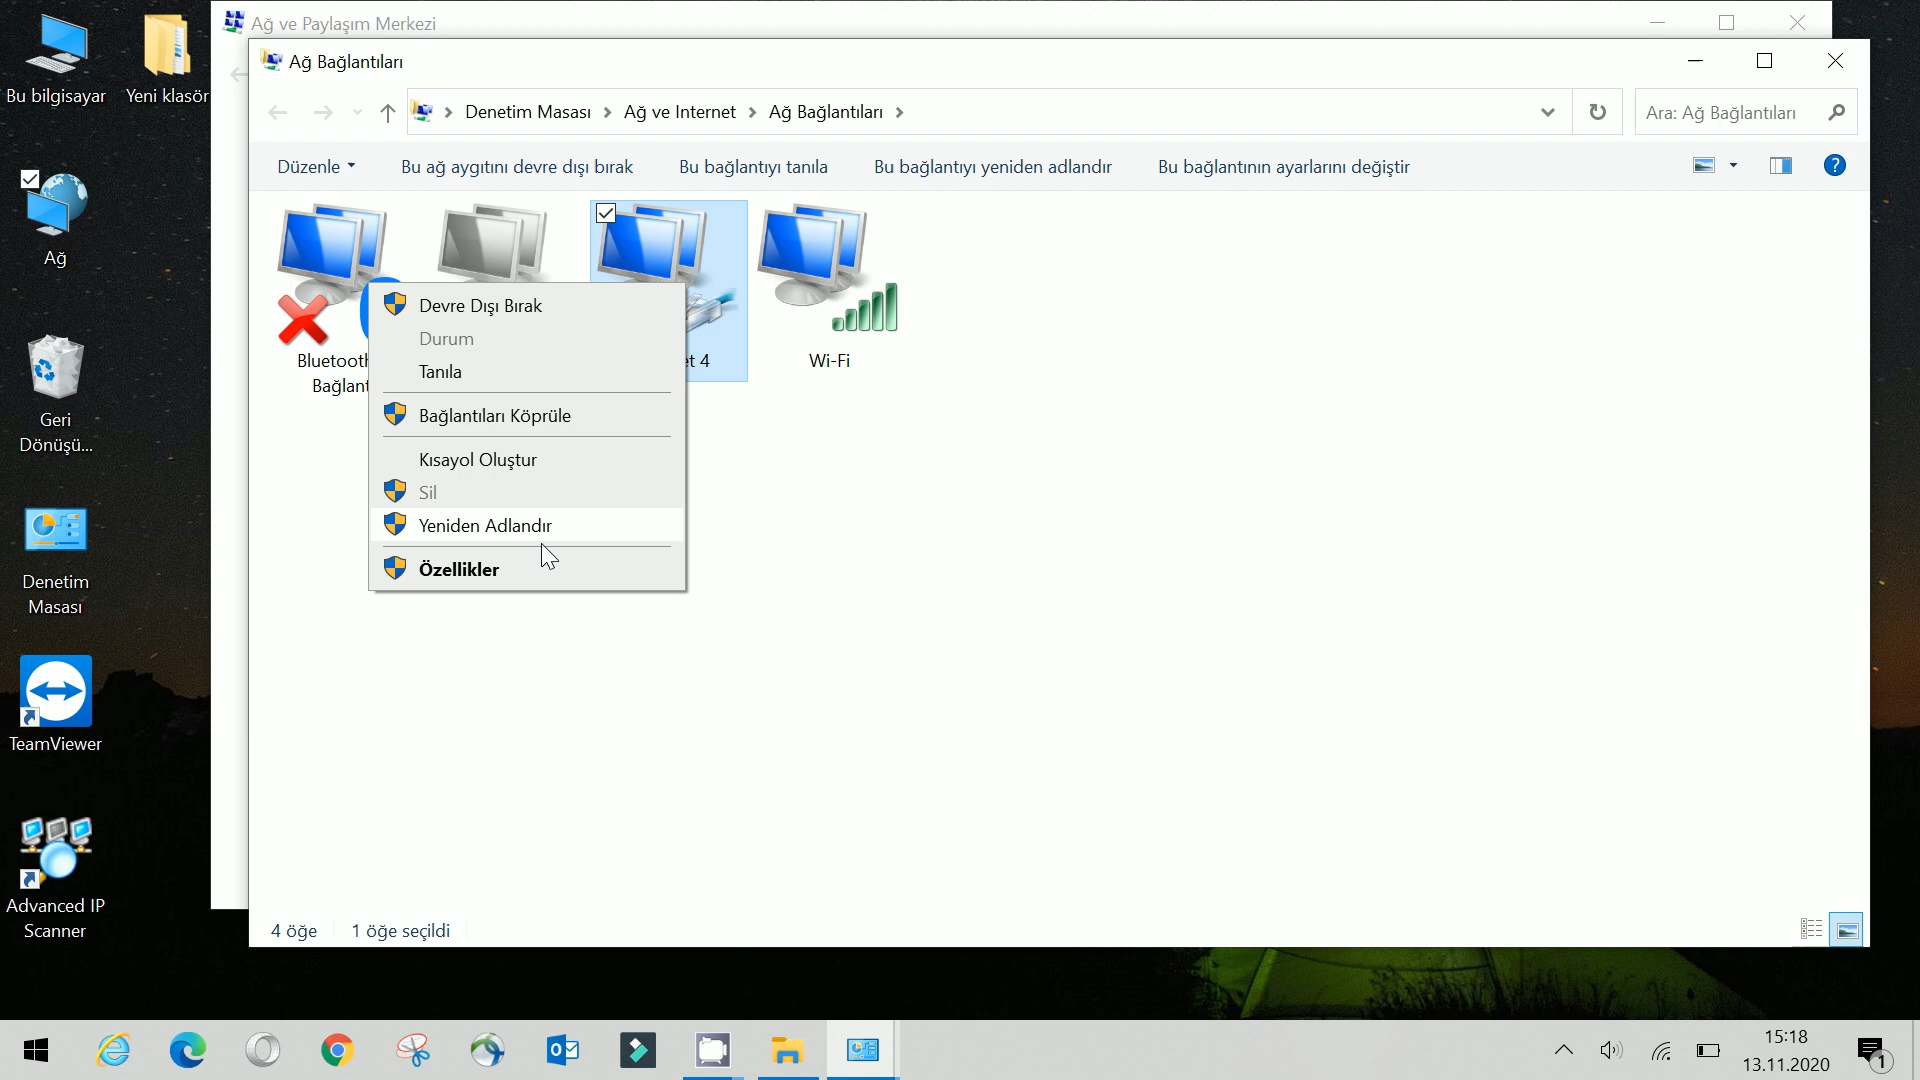 Ağ ve Paylaşım Merkezi
Ağ Bağlantıları
Denetim Masası
Ağ ve Internet
Ağ Bağlantıları
Ara: Ağ Bağlantıları
Düzenle
Bu ağ aygıtını devre dışı bırak
Bu bağlantıyı tanıla
Bu bağlantıyı yeniden adlandır
Bu bağlantının ayarlarını değiştir
Bu bilgisayar
Yeni klasör
Ağ
Geri
Dönüşü...
Denetim
Masası
TeamViewer
Advanced IP
Scanner
Wi-Fi
et 4
Devre Dışı Bırak
Durum
Tanıla
Bağlantıları Köprüle
Kısayol Oluştur
Sil
Yeniden Adlandır
Özellikler
4 öğe
1 öğe seçildi
15:18
13.11.2020
1